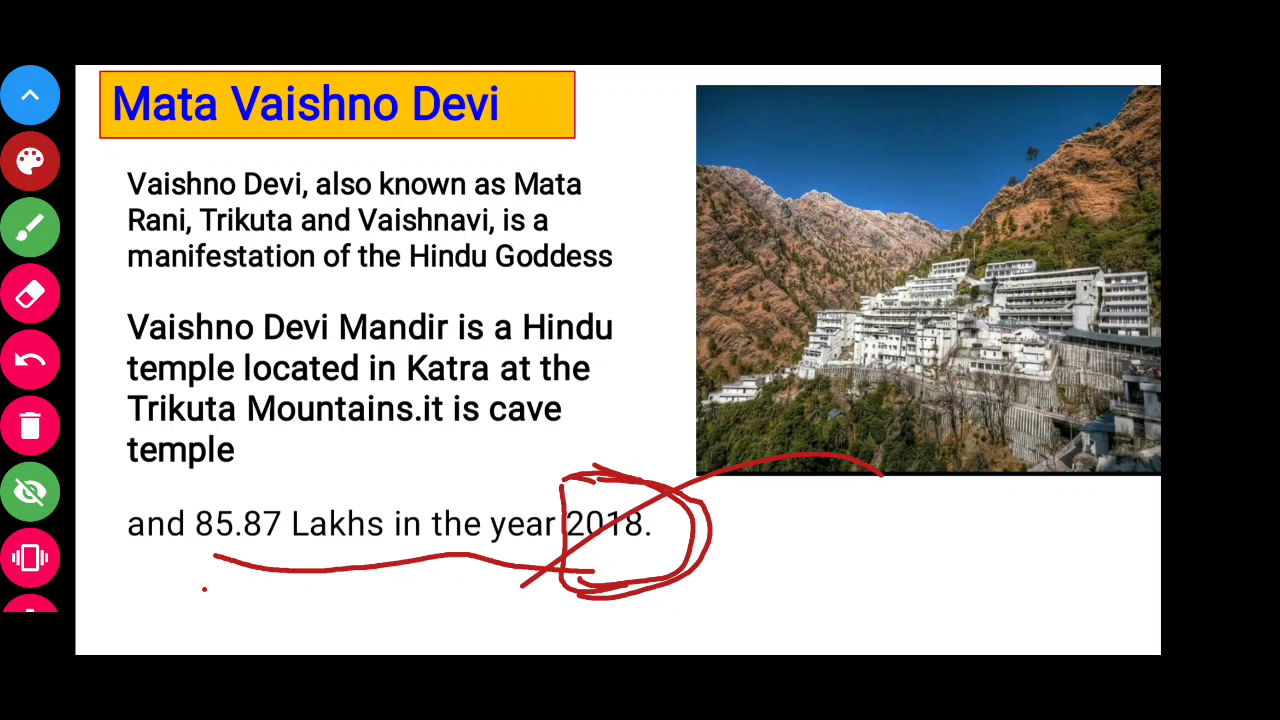 Mata Vaishno Devi
Vaishno Devi, also known as Mata
Rani, Trikuta and Vaishnavi, is a
manifestation of the Hindu Goddess
Vaishno Devi Mandir is a Hindu
temple located in Katra at the
Trikuta Mountains.it is cave
temple
and 85.87 Lakhs in the year 2018.